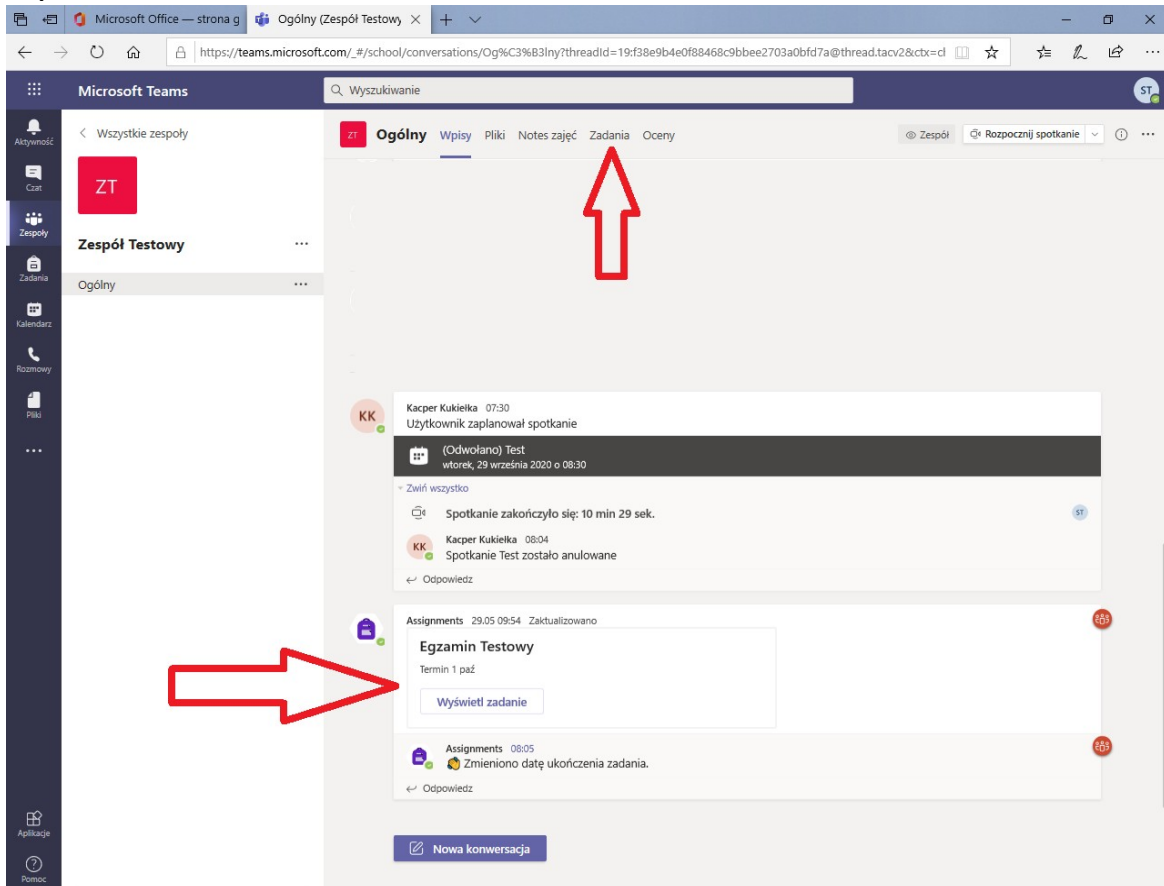 Microsoft Office — strona g
Ogólny (Zespół Testowy
https://teams.microsoft.com/_#/school/conversations/Og%C3%B3lny?threadId=19:f38e9b4e0f88468c9bbee2703a0bfd7a@thread.tacv2&ctx=cl
Microsoft Teams
Wyszukiwanie
ST
Aktywność
Czat
Zespoły
Zadania
Kalendarz
Rozmowy
Pliki
Aplikacje
Pomoc
Wszystkie zespoły
ZT
Zespół Testowy
Ogólny
ZT Ogólny Wpisy Pliki Notes zajęć Zadania Oceny
Zespół Rozpocznij spotkanie
KK
Kacper Kukiełka 07:30
Użytkownik zaplanował spotkanie
(Odwołano) Test
wtorek, 29 września 2020 o 08:30
Zwiń wszystko
Spotkanie zakończyło się: 10 min 29 sek.
ST
KK
Kacper Kukiełka 08:04
Spotkanie Test zostało anulowane
Odpowiedz
Assignments 29.05 09:54 Zaktualizowano
Egzamin Testowy
Termin 1 paź
Wyświetl zadanie
Assignments 08:05
Zmieniono datę ukończenia zadania.
Odpowiedz
Nowa konwersacja